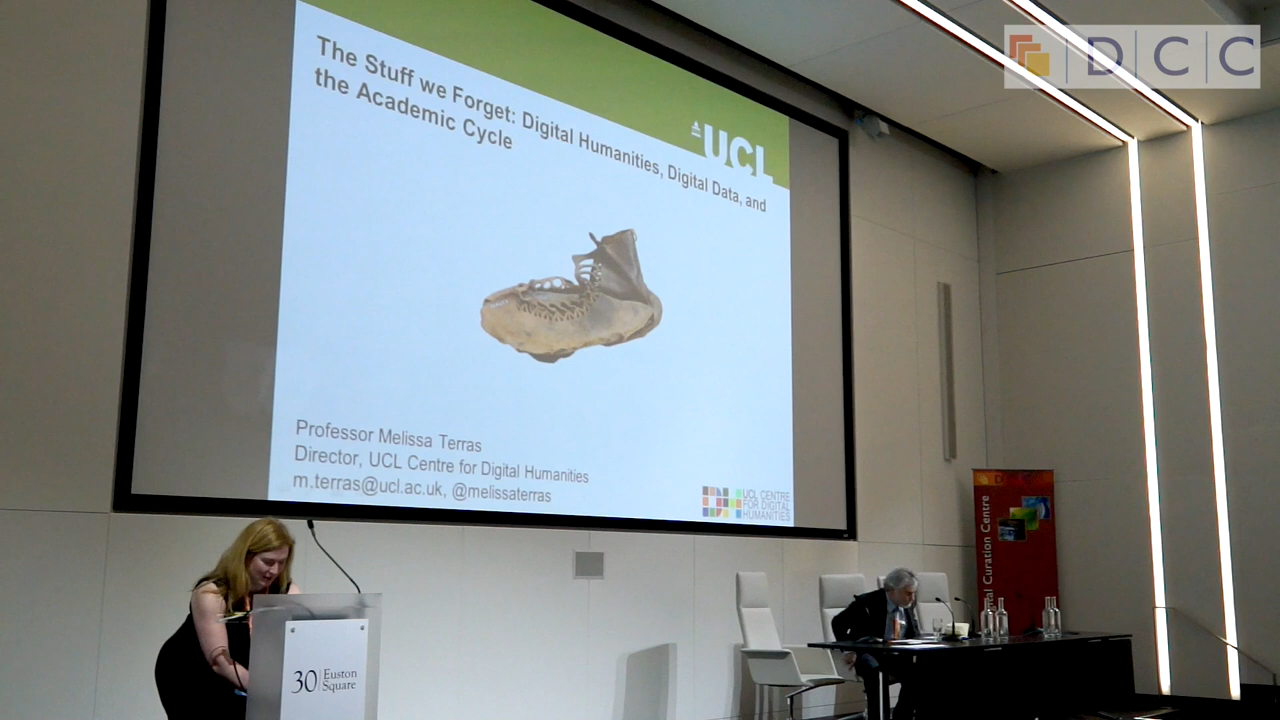 DCC
The Stuff we Forget: Digital Humanities, Digital Data, and
the Academic Cycle
UCL
Professor Melissa Terras
Director, UCL Centre for Digital Humanities
m.terras@ucl.ac.uk, @melissaterras
UCL CENTRE
FOR DIGITAL
HUMANITIES
30 Euston
Square
al Curation Centre